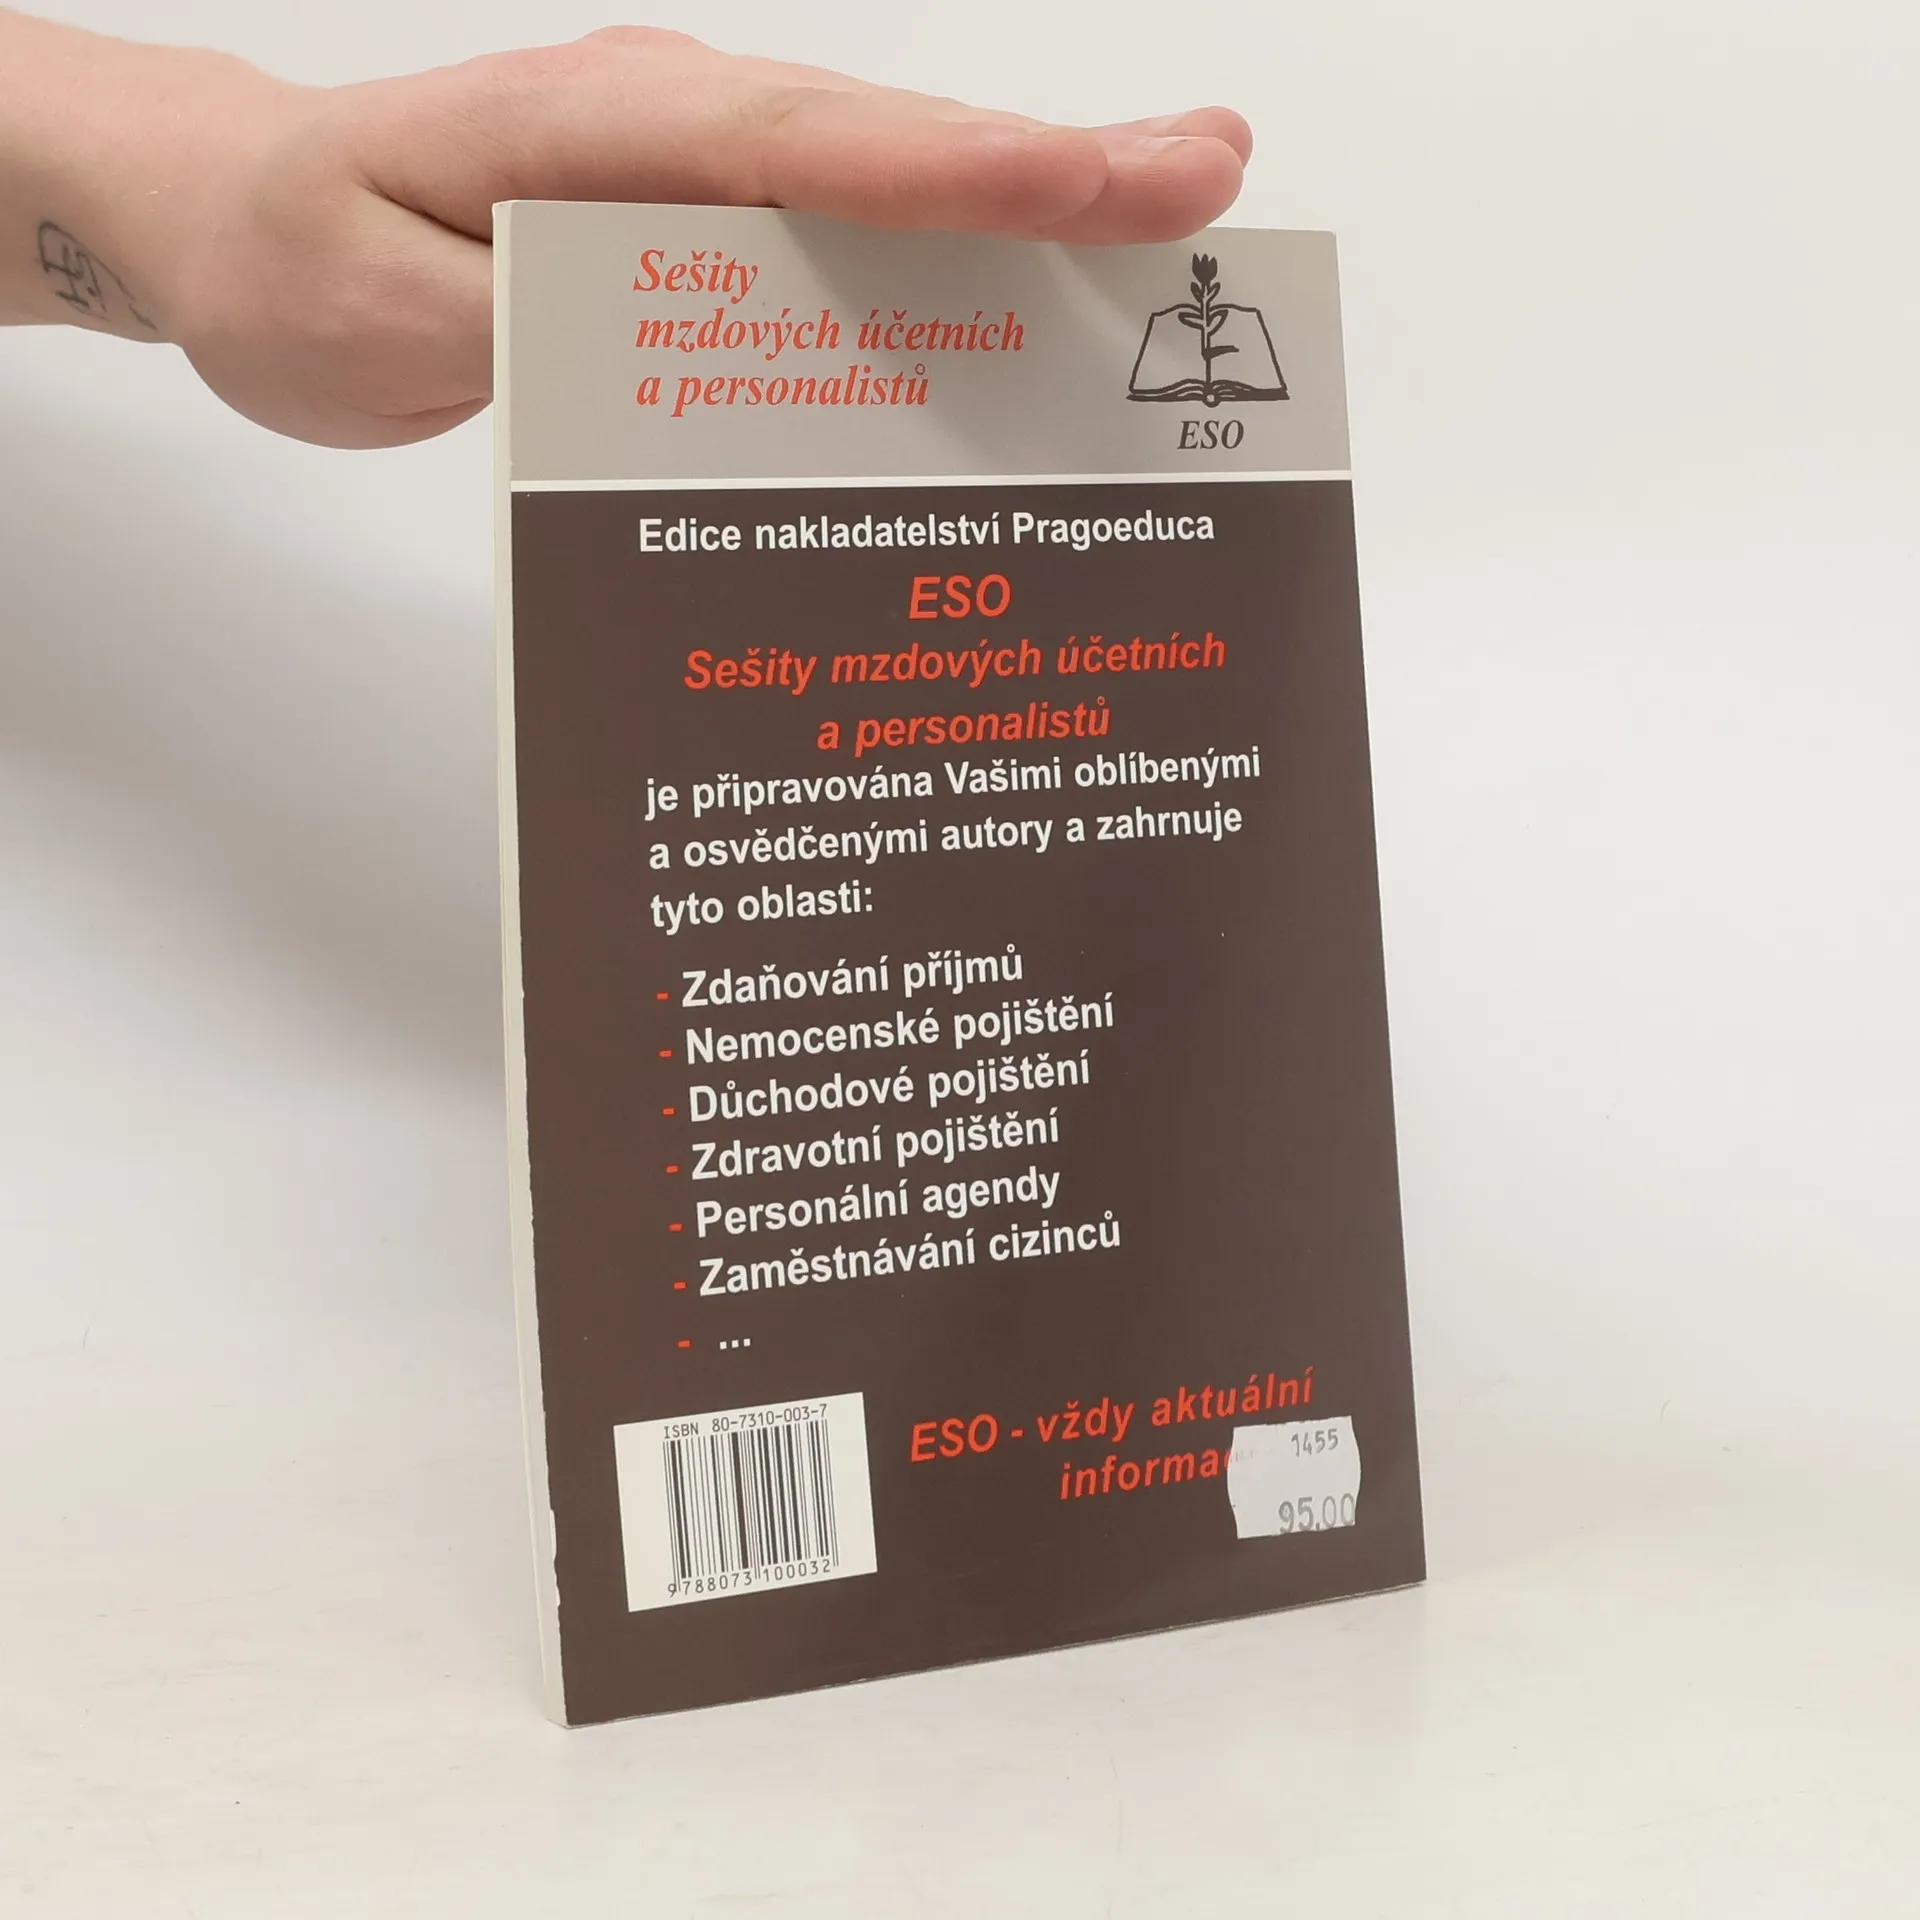 Sešity
mzdových účetních
a personalistů
ESO
Edice nakladatelství Pragoeduca
ESO
Sešity mzdových účetních
a personalistů
je připravována Vašimi oblíbenými
a osvědčenými autory a zahrnuje
tyto oblasti:
- Zdaňování příjmů
- Nemocenské pojištění
- Důchodové pojištění
- Zdravotní pojištění
- Personální agendy
- Zaměstnávání cizinců
- ...
ISBN 80-7310-003-7
9788073100032
ESO - vždy aktuální
1455
95.00